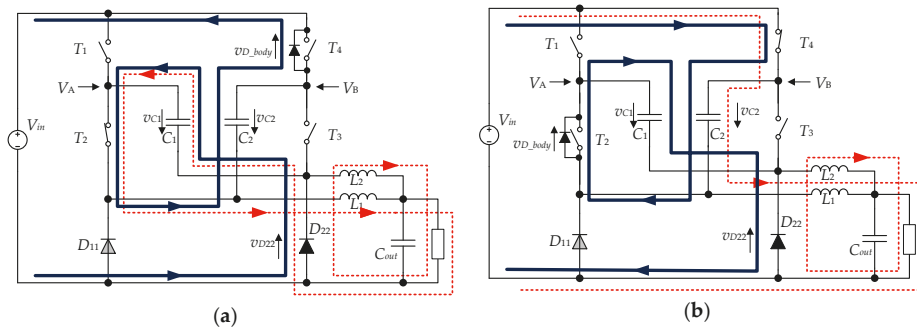 T1
vD_body
T4
VA
VB
vC1
C1
C2
vC2
Vin
T2
T3
L2
L1
D11
vD22
D22
Cout
(a)
T1
T4
VA
VB
vC1
C1
C2
vC2
Vin
T2
T3
vD_body
L2
L1
D11
vD22
D22
Cout
(b)